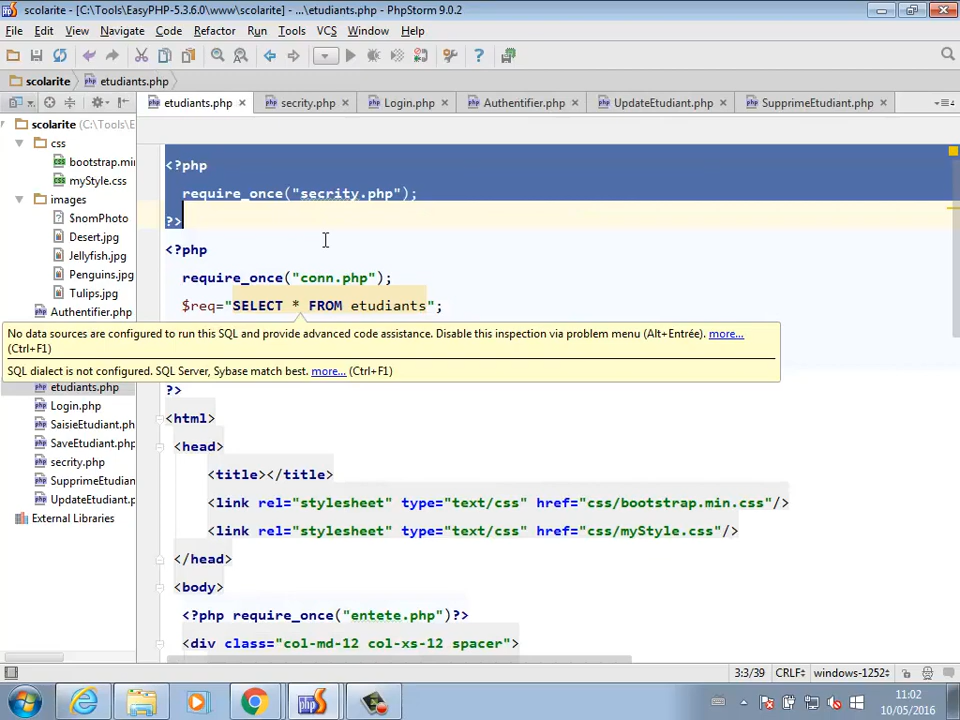 scolarite - [C:\Tools\EasyPHP-5.3.6.0\www\scolarite] - ...\etudiants.php - PhpStorm 9.0.2
File Edit View Navigate Code Refactor Run Tools VCS Window Help
scolarite etudiants.php
etudiants.php secrity.php Login.php Authentifier.php UpdateEtudiant.php SupprimeEtudiant.php
scolarite (C:\Tools\E
css
bootstrap.mi
myStyle.css
images
$nomPhoto
Desert.jpg
Jellyfish.jpg
Penguins.jpg
Tulips.jpg
Authentifier.php
etudiants.php
Login.php
SaisieEtudiant.ph
SaveEtudiant.php
secrity.php
SupprimeEtudiant
UpdateEtudiant.p
External Libraries
<?php
require_once("secrity.php");
?>
<?php
require_once("conn.php");
$req="SELECT * FROM etudiants";
No data sources are configured to run this SQL and provide advanced code assistance. Disable this inspection via problem menu (Alt+Entrée). more...
(Ctrl+F1)
SQL dialect is not configured. SQL Server, Sybase match best. more... (Ctrl+F1)
?>
<html>
<head>
<title></title>
<link rel="stylesheet" type="text/css" href="css/bootstrap.min.css"/>
<link rel="stylesheet" type="text/css" href="css/myStyle.css"/>
</head>
<body>
<?php require_once("entete.php")?>
<div class="col-md-12 col-xs-12 spacer">
3:3/39 CRLF windows-1252
11:02
10/05/2016